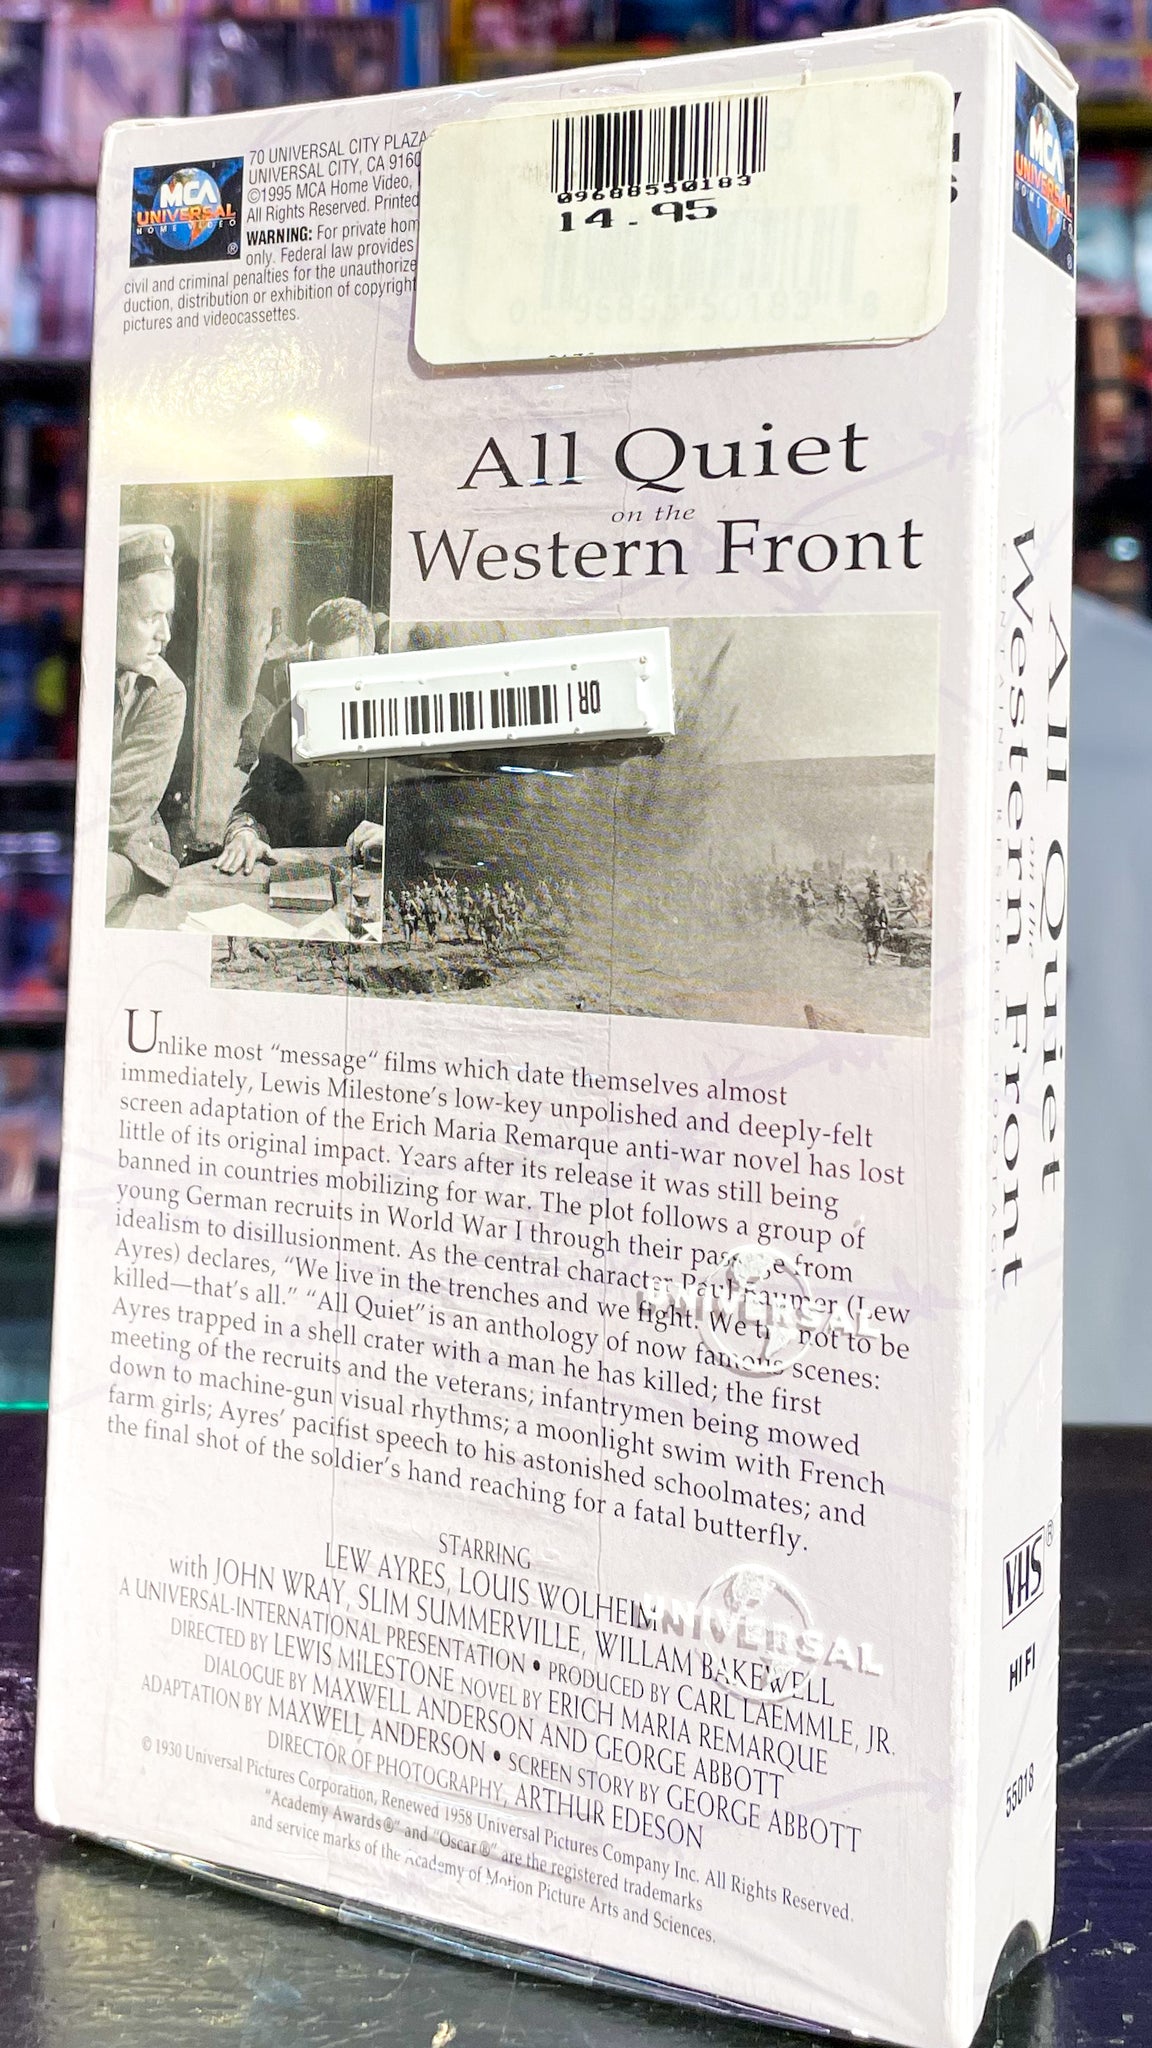 70 UNIVERSAL CITY PLAZA
UNIVERSAL CITY, CA 9160
©1995 MCA Home Video,
All Rights Reserved. Printed
WARNING: For private hom
only. Federal law provides
civil and criminal penalties for the unauthorize
duction, distribution or exhibition of copyright
pictures and videocassettes.
MCA
UNIVERSAL
HOME VIDEO
®
09688550183
14.95
All Quiet
on the
Western Front
DR
Unlike most “message“ films which date themselves almost
immediately, Lewis Milestone's low-key unpolished and deeply-felt
screen adaptation of the Erich Maria Remarque anti-war novel has lost
little of its original impact. Years after its release it was still being
banned in countries mobilizing for war. The plot follows a group of
young German recruits in World War I through their passage from
idealism to disillusionment. As the central character Paul Baumer (Lew
Ayres) declares, “We live in the trenches and we fight. We try not to be
killed—that's all.” “All Quiet” is an anthology of now famous scenes:
Ayres trapped in a shell crater with a man he has killed; the first
meeting of the recruits and the veterans; infantrymen being mowed
down to machine-gun visual rhythms; a moonlight swim with French
farm girls; Ayres' pacifist speech to his astonished schoolmates; and
the final shot of the soldier's hand reaching for a fatal butterfly.
UNIVERSAL
STARRING
LEW AYRES, LOUIS WOLHEIM
with JOHN WRAY, SLIM SUMMERVILLE, WILLAM BAKEWELL
A UNIVERSAL-INTERNATIONAL PRESENTATION • PRODUCED BY CARL LAEMMLE, JR.
DIRECTED BY LEWIS MILESTONE NOVEL BY ERICH MARIA REMARQUE
DIALOGUE BY MAXWELL ANDERSON AND GEORGE ABBOTT
ADAPTATION BY MAXWELL ANDERSON • SCREEN STORY BY GEORGE ABBOTT
DIRECTOR OF PHOTOGRAPHY, ARTHUR EDESON
UNIVERSAL
© 1930 Universal Pictures Corporation, Renewed 1958 Universal Pictures Company Inc. All Rights Reserved.
“Academy Awards®” and “Oscar®” are the registered trademarks
and service marks of the Academy of Motion Picture Arts and Sciences.
MCA
UNIVERSAL
HOME VIDEO
®
All Quiet
on the
Western Front
CONTAINS RESTORED FOOTAGE
VHS®
HI FI
55018